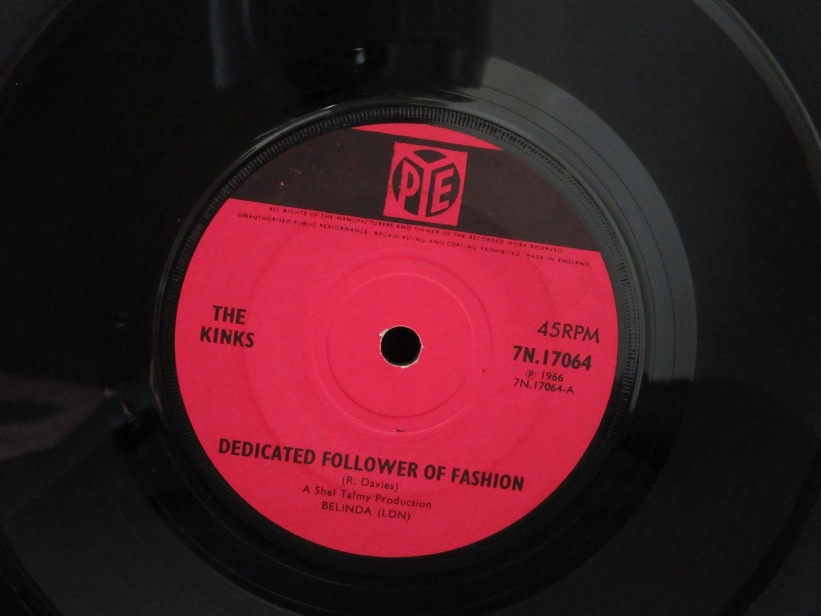 PYE
ALL RIGHTS OF THE MANUFACTURERS AND OWNER OF THE RECORDED WORK RESERVED.
UNAUTHORISED PUBLIC PERFORMANCE, BROADCASTING AND COPYING PROHIBITED. MADE IN ENGLAND.
THE
KINKS
45RPM
7N.17064
Ⓟ 1966
7N.17064-A
DEDICATED FOLLOWER OF FASHION
(R. Davies)
A Shel Talmy Production
BELINDA (LDN)